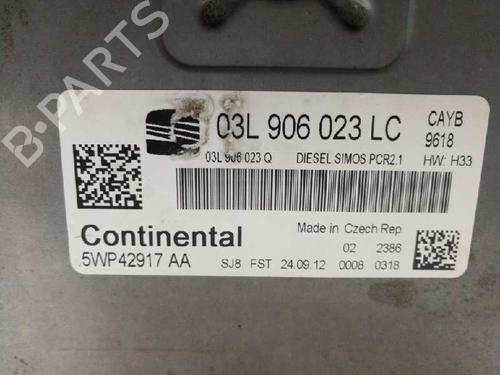 B-PARTS
03L 906 023 LC
CAYB
9618
03L 906 023 Q DIESEL SIMOS PCR2.1 HW: H33
Continental
Made in Czech Rep.
02 2386
5WP42917 AA
SJ8 FST 24.09.12 0008 0318